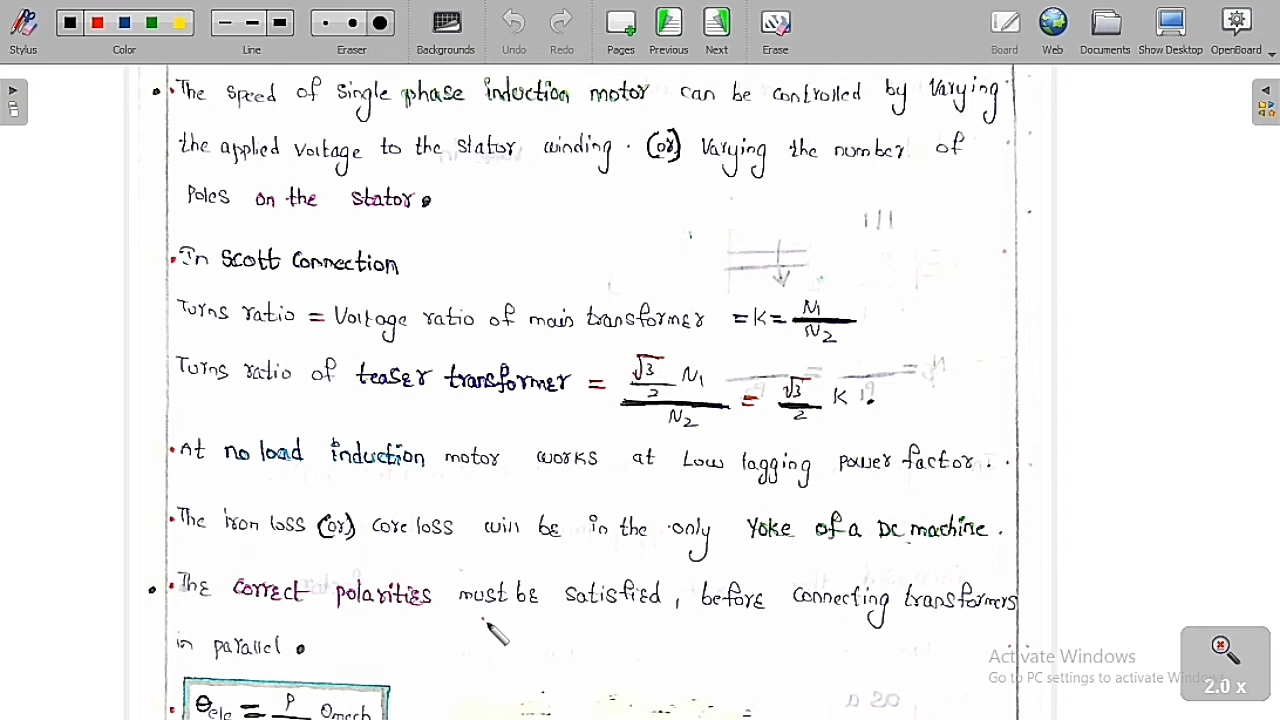 Stylus
Color
Line
Eraser
Backgrounds
Undo
Redo
Pages
Previous
Next
Erase
Board
Web
Documents
Show Desktop
OpenBoard
• The speed of single phase induction motor can be controlled by varying
the applied voltage to the stator winding. (or) Varying the number of
Poles on the stator.
• In Scott Connection
Turns ratio = Voltage ratio of main transformer = K = N1/N2
Turns ratio of teaser transformer = (√3/2 N1)/N2 = √3/2 K.
• At no load induction motor works at Low lagging power factor.
• The iron loss (or) core loss will be in the only Yoke of a DC machine.
• The correct polarities must be satisfied, before connecting transformers
in parallel.
Activate Windows
Go to PC settings to activate Windows.
2.0 x
θele = P θmech